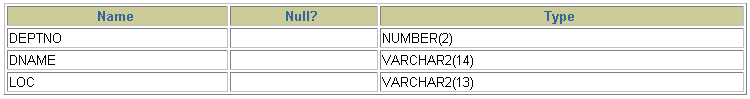 Name Null? Type
DEPTNO NUMBER(2)
DNAME VARCHAR2(14)
LOC VARCHAR2(13)